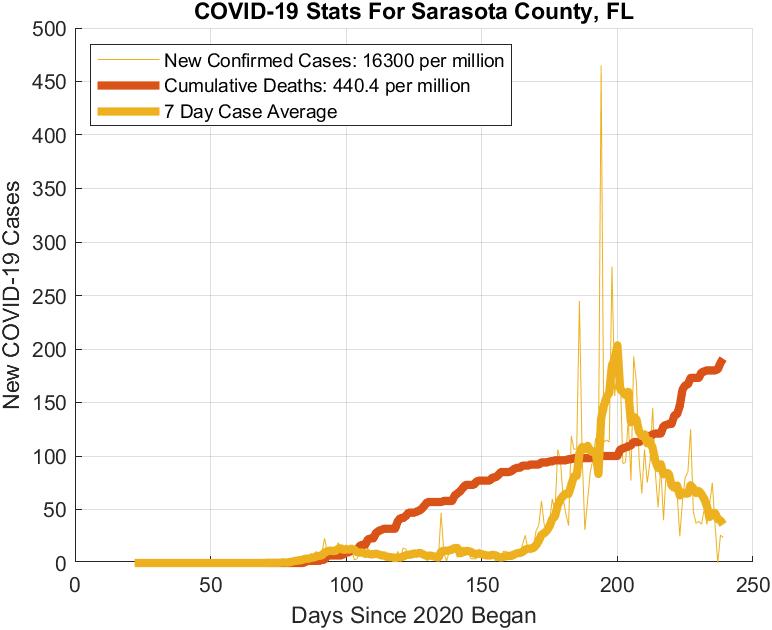 COVID-19 Stats For Sarasota County, FL
500
450
400
350
300
250
200
150
100
50
0
New Confirmed Cases: 16300 per million
Cumulative Deaths: 440.4 per million
7 Day Case Average
New COVID-19 Cases
0 50 100 150 200 250
Days Since 2020 Began